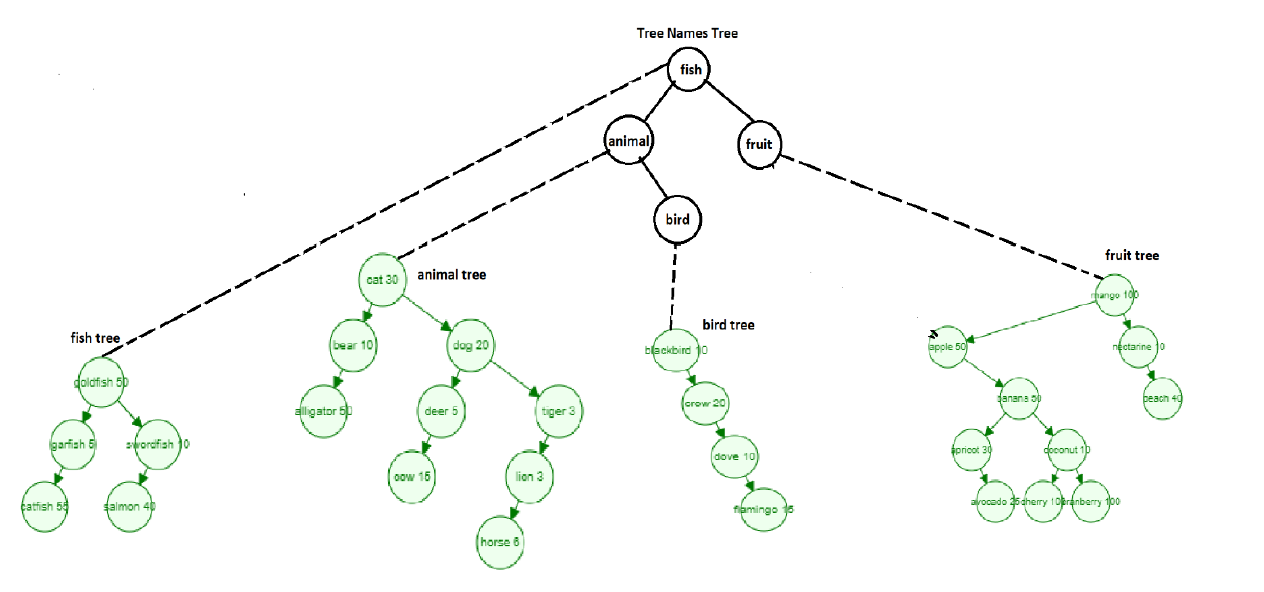 Tree Names Tree
fish
animal
fruit
bird
fruit tree
cat 30
animal tree
mango 100
bird tree
fish tree
bear 10
dog 20
blackbird 10
apple 50
nectarine 10
goldfish 50
alligator 50
deer 5
tiger 3
crow 20
banana 50
peach 40
garfish 5
swordfish 10
cow 15
lion 3
dove 10
apricot 30
coconut 10
catfish 55
salmon 40
horse 6
flamingo 15
avocado 25
cherry 100
cranberry 100